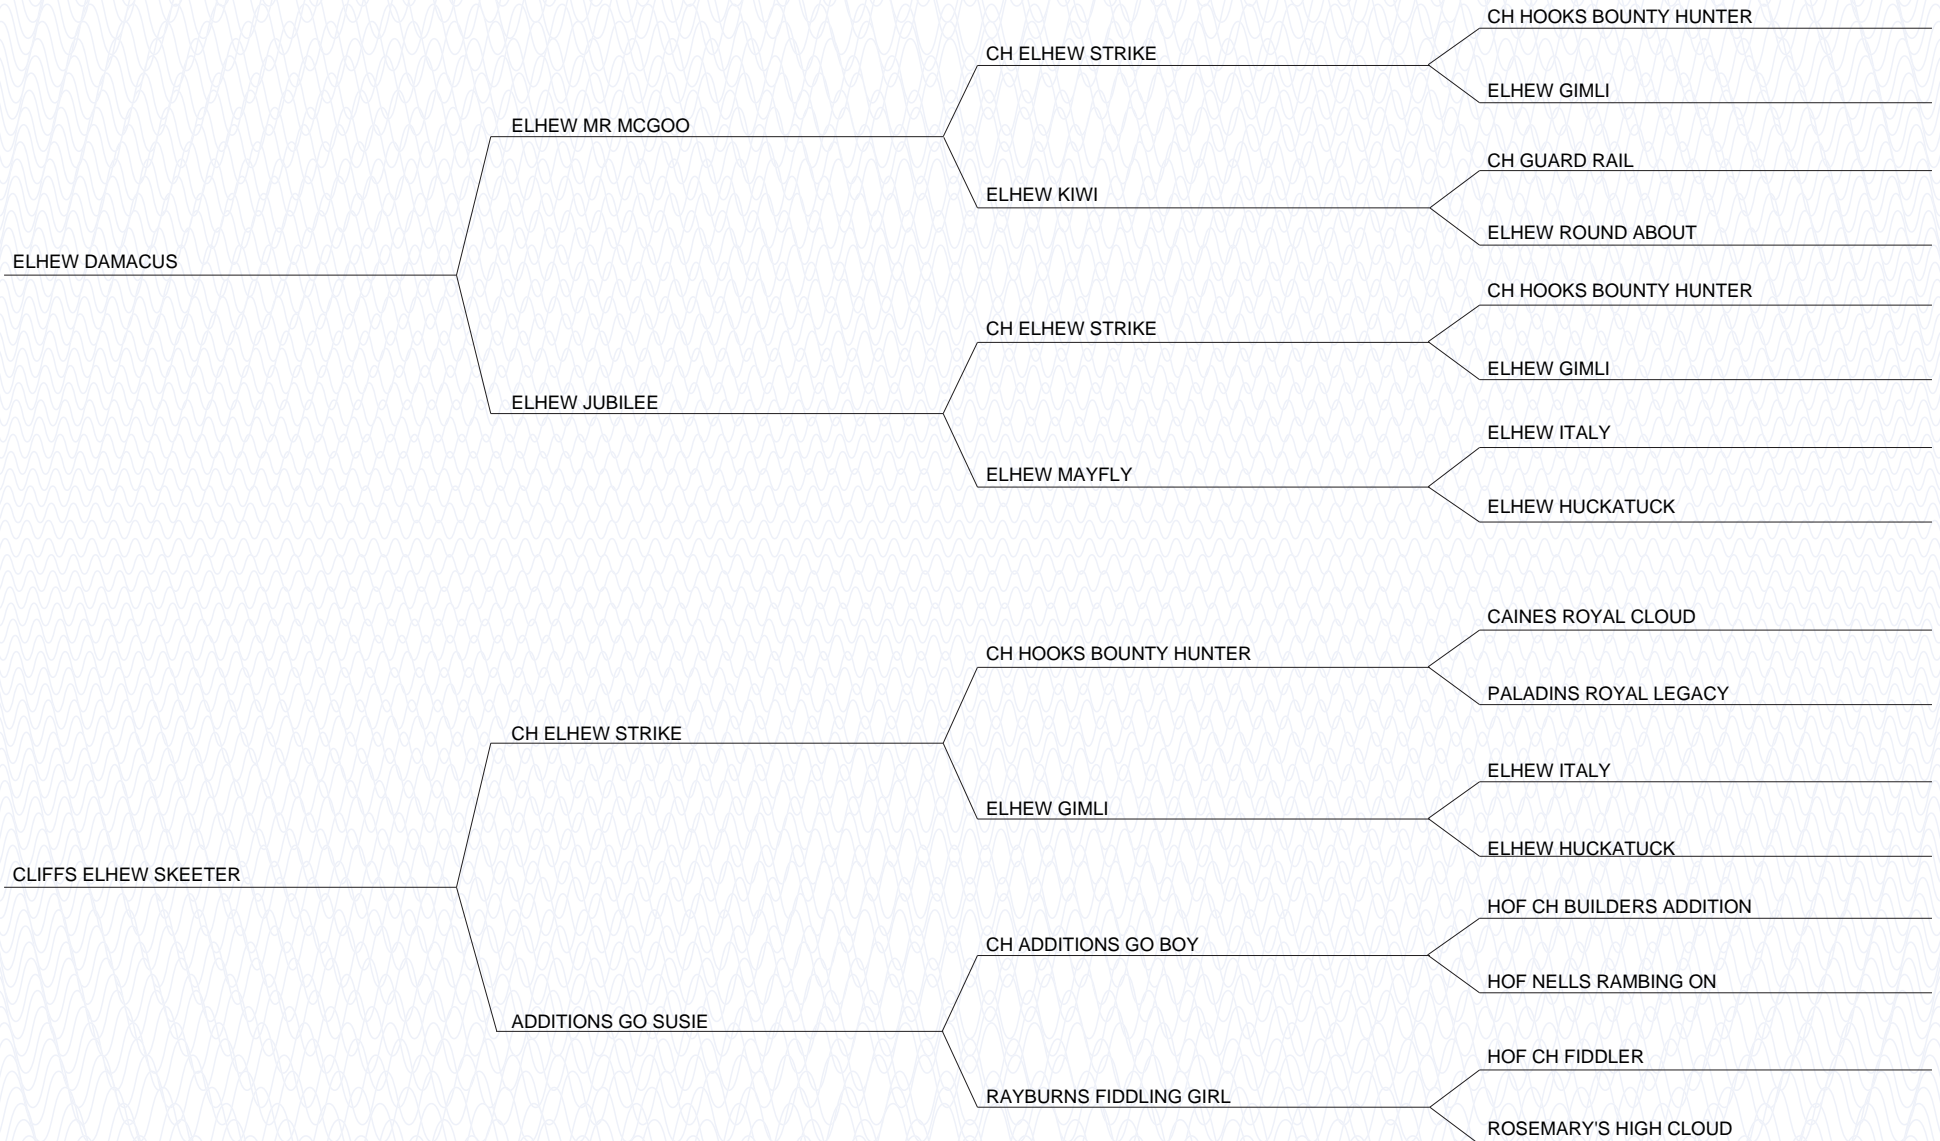 CH HOOKS BOUNTY HUNTER
CH ELHEW STRIKE
ELHEW GIMLI
ELHEW MR MCGOO
CH GUARD RAIL
ELHEW KIWI
ELHEW ROUND ABOUT
ELHEW DAMACUS
CH HOOKS BOUNTY HUNTER
CH ELHEW STRIKE
ELHEW GIMLI
ELHEW JUBILEE
ELHEW ITALY
ELHEW MAYFLY
ELHEW HUCKATUCK
CAINES ROYAL CLOUD
CH HOOKS BOUNTY HUNTER
PALADINS ROYAL LEGACY
CH ELHEW STRIKE
ELHEW ITALY
ELHEW GIMLI
ELHEW HUCKATUCK
CLIFFS ELHEW SKEETER
HOF CH BUILDERS ADDITION
CH ADDITIONS GO BOY
HOF NELLS RAMBING ON
ADDITIONS GO SUSIE
HOF CH FIDDLER
RAYBURNS FIDDLING GIRL
ROSEMARY'S HIGH CLOUD